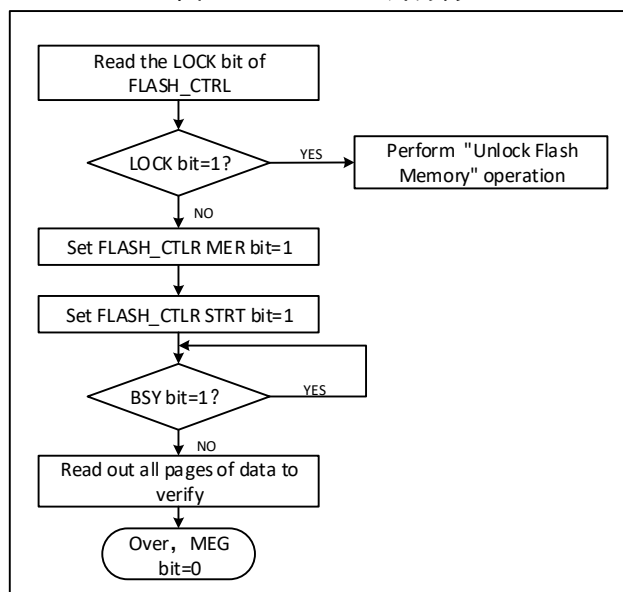 Read the LOCK bit of
FLASH_CTRL
LOCK bit=1?
YES
Perform "Unlock Flash
Memory" operation
NO
Set FLASH_CTLR MER bit=1
Set FLASH_CTLR STRT bit=1
BSY bit=1?
YES
NO
Read out all pages of data to
verify
Over，MEG
bit=0